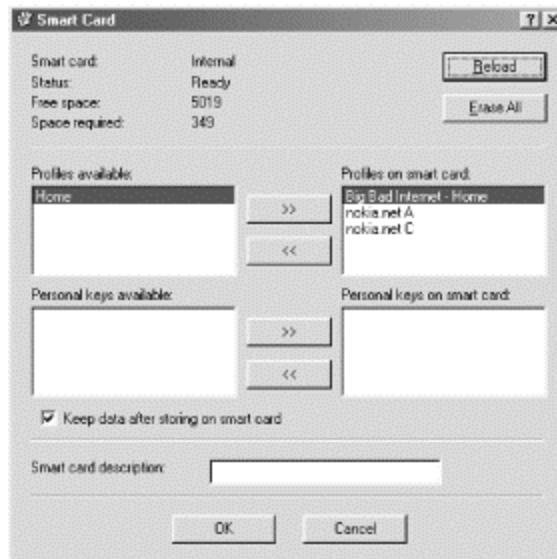 Smart Card
Smart card: Internal
Status: Ready
Free space: 5019
Space required: 349
Reload
Erase All
Profiles available:
Home
>>
<<
Profiles on smart card:
Big Bad Internet - Home
nokia.net A
nokia.net C
Personal keys available:
>>
<<
Personal keys on smart card:
Keep data after storing on smart card
Smart card description:
OK Cancel